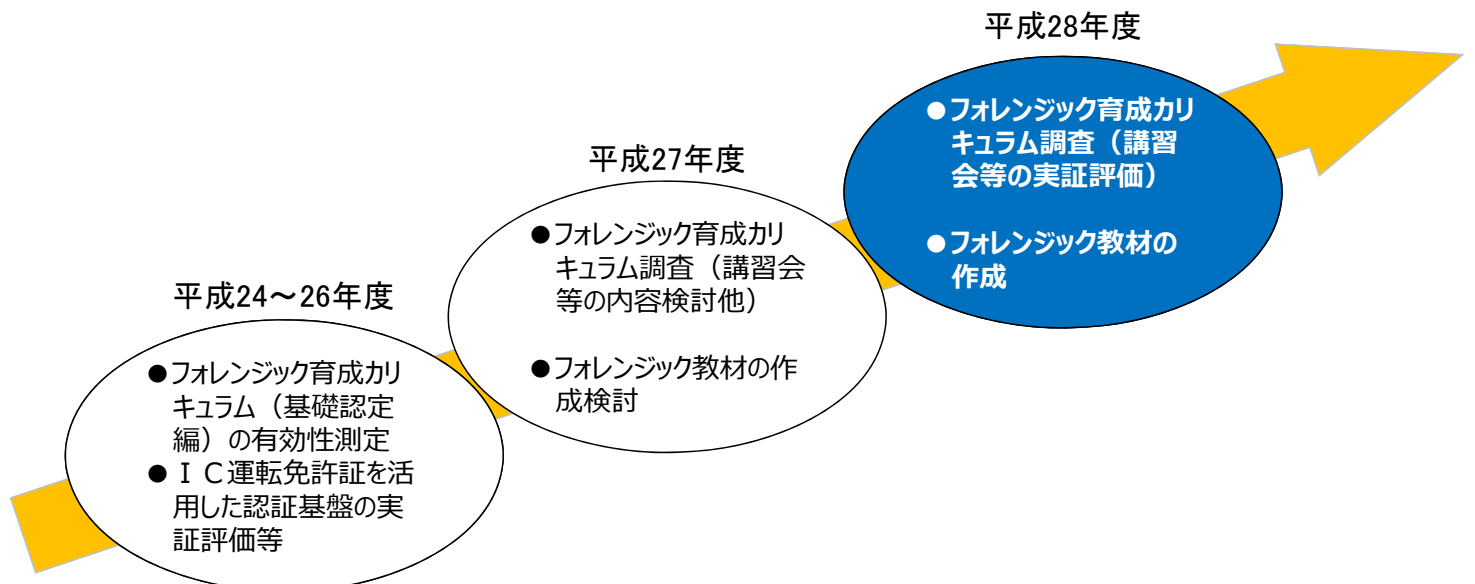 平成28年度
●フォレンジック育成カリ
キュラム調査（講習
会等の実証評価）
●フォレンジック教材の
作成
平成27年度
●フォレンジック育成カリ
キュラム調査（講習会
等の内容検討他）
●フォレンジック教材の作
成検討
平成24～26年度
●フォレンジック育成カリ
キュラム（基礎認定
編）の有効性測定
●ＩＣ運転免許証を活
用した認証基盤の実
証評価等